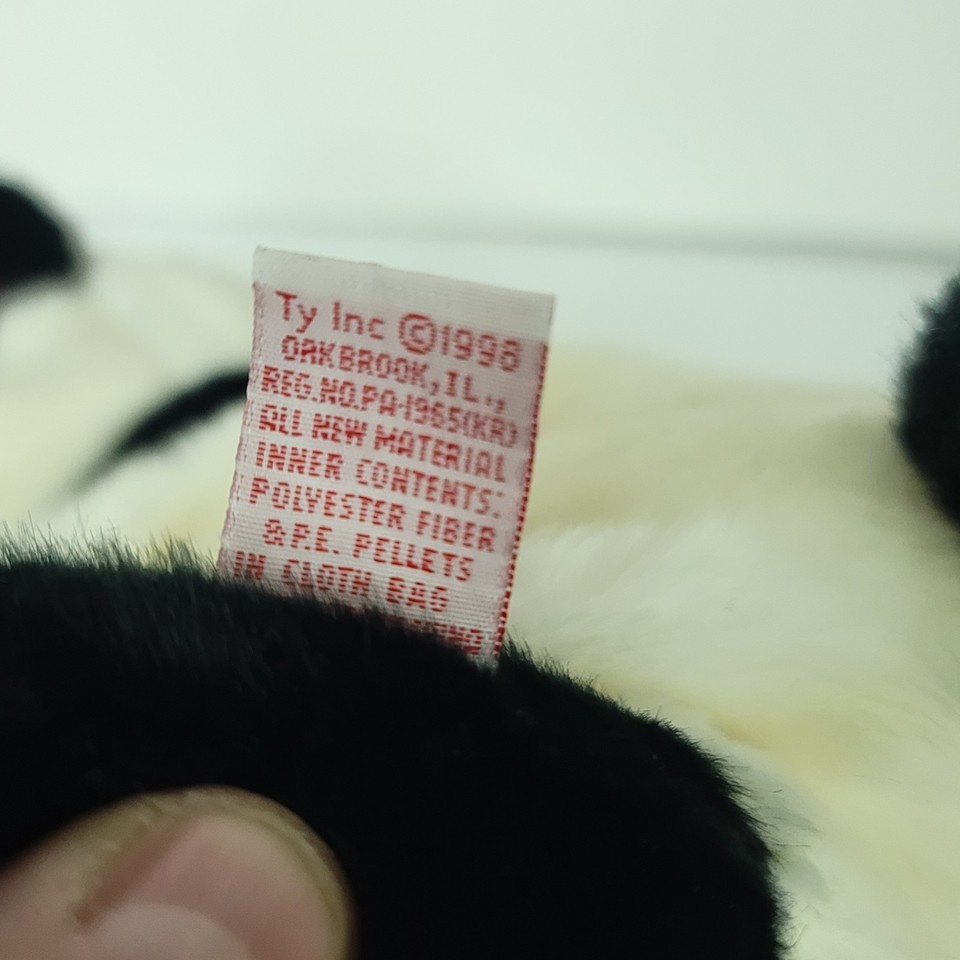 Ty Inc ©1998
OAKBROOK,IL.,
REG.NO.PA-1965(KR)
ALL NEW MATERIAL
INNER CONTENTS:
POLYESTER FIBER
& P.E. PELLETS
IN CLOTH BAG